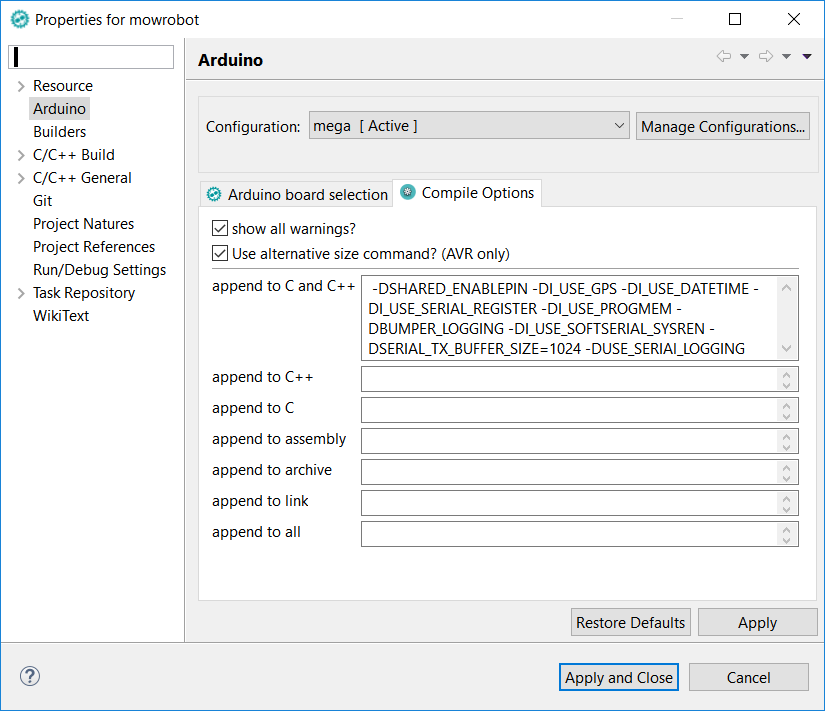 Properties for mowrobot
Resource
Arduino
Builders
C/C++ Build
C/C++ General
Git
Project Natures
Project References
Run/Debug Settings
Task Repository
WikiText
Arduino
Configuration: mega [ Active ] Manage Configurations...
Arduino board selection Compile Options
show all warnings?
Use alternative size command? (AVR only)
append to C and C++ -DSHARED_ENABLEPIN -DI_USE_GPS -DI_USE_DATETIME -
DI_USE_SERIAL_REGISTER -DI_USE_PROGMEM -
DBUMPER_LOGGING -DI_USE_SOFTSERIAL_SYSREN -
DSERIAL_TX_BUFFER_SIZE=1024 -DUSE_SERIAl_LOGGING
append to C++
append to C
append to assembly
append to archive
append to link
append to all
Restore Defaults Apply
? Apply and Close Cancel